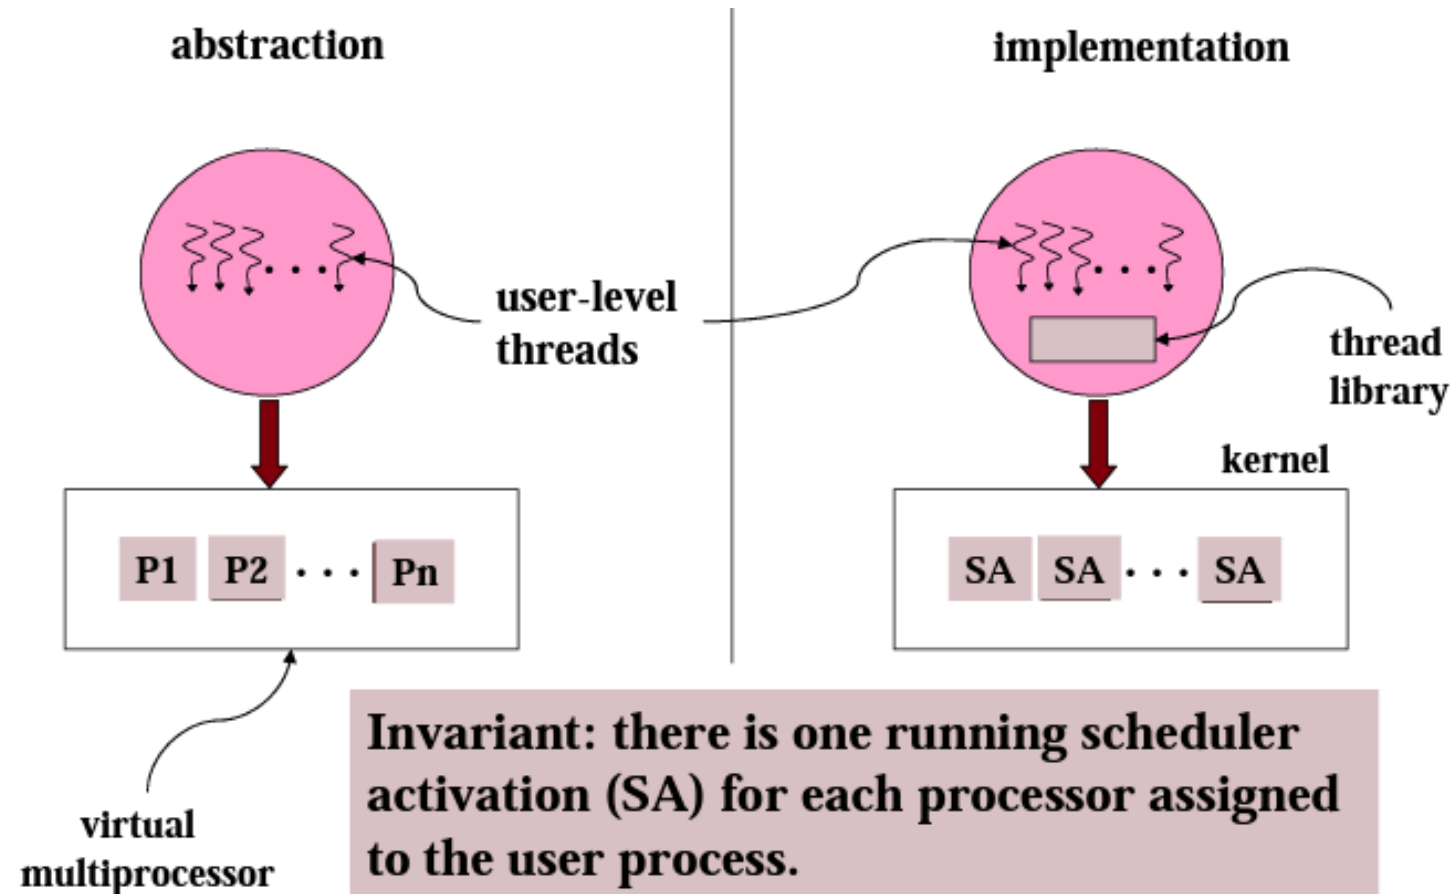 abstraction
implementation
user-level
threads
thread
library
kernel
P1 P2 . . . Pn
SA SA . . . SA
virtual
multiprocessor
Invariant: there is one running scheduler
activation (SA) for each processor assigned
to the user process.